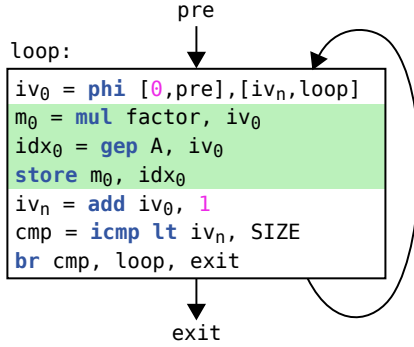 pre
loop:
iv₀ = phi [0,pre],[ivₙ,loop]
m₀ = mul factor, iv₀
idx₀ = gep A, iv₀
store m₀, idx₀
ivₙ = add iv₀, 1
cmp = icmp lt ivₙ, SIZE
br cmp, loop, exit
exit